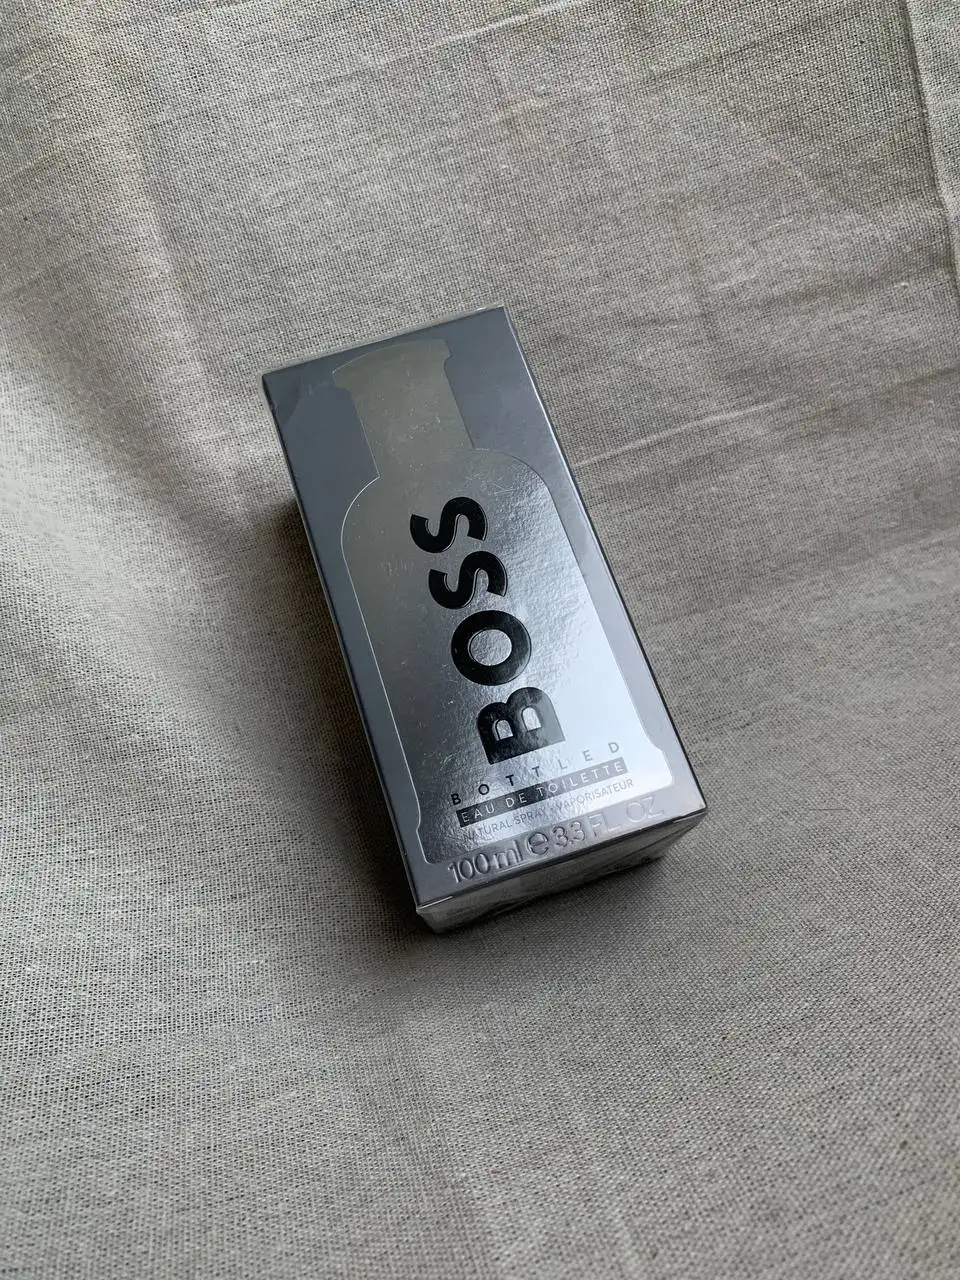 BOSS
BOTTLED
EAU DE TOILETTE
NATURAL SPRAY VAPORISATEUR
100 ml ℮ 3.3 FL. OZ.